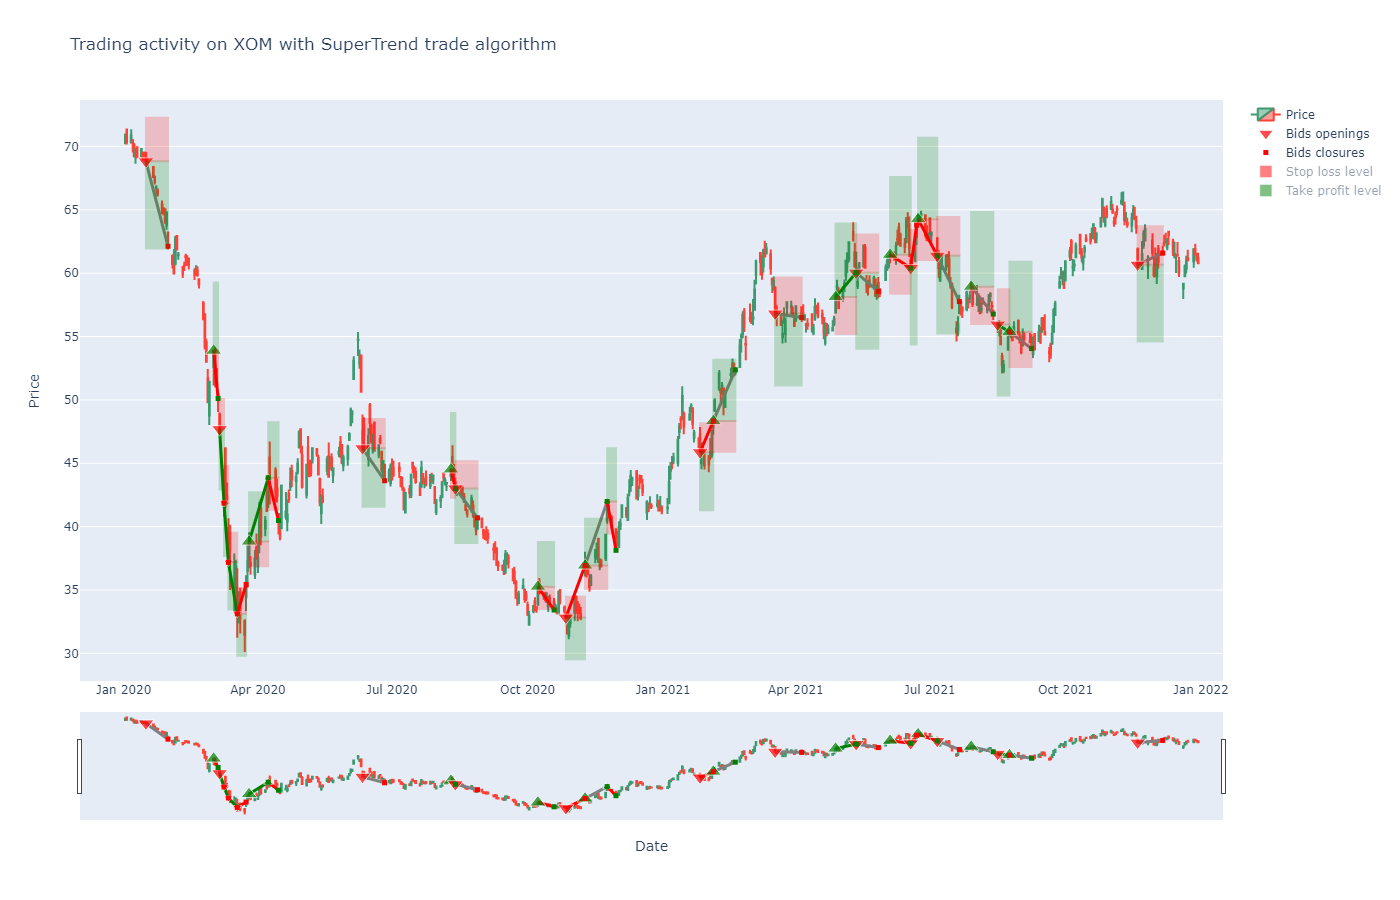 Trading activity on XOM with SuperTrend trade algorithm
Price
Bids openings
Bids closures
Stop loss level
Take profit level
70
65
60
55
50
45
40
35
30
Price
Jan 2020
Apr 2020
Jul 2020
Oct 2020
Jan 2021
Apr 2021
Jul 2021
Oct 2021
Jan 2022
Date